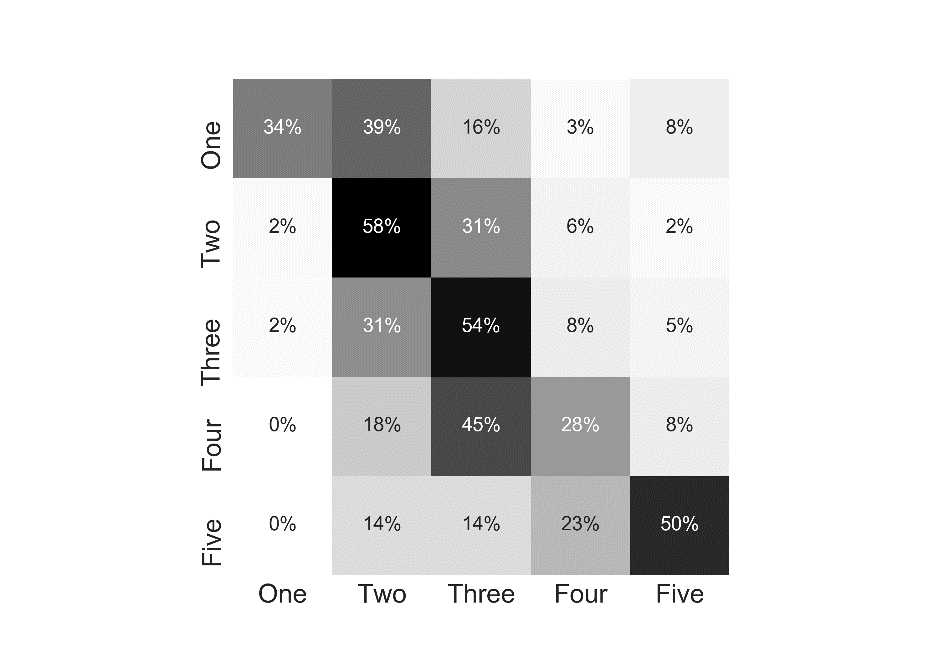 One 34% 39% 16% 3% 8%
Two 2% 58% 31% 6% 2%
Three 2% 31% 54% 8% 5%
Four 0% 18% 45% 28% 8%
Five 0% 14% 14% 23% 50%
One Two Three Four Five